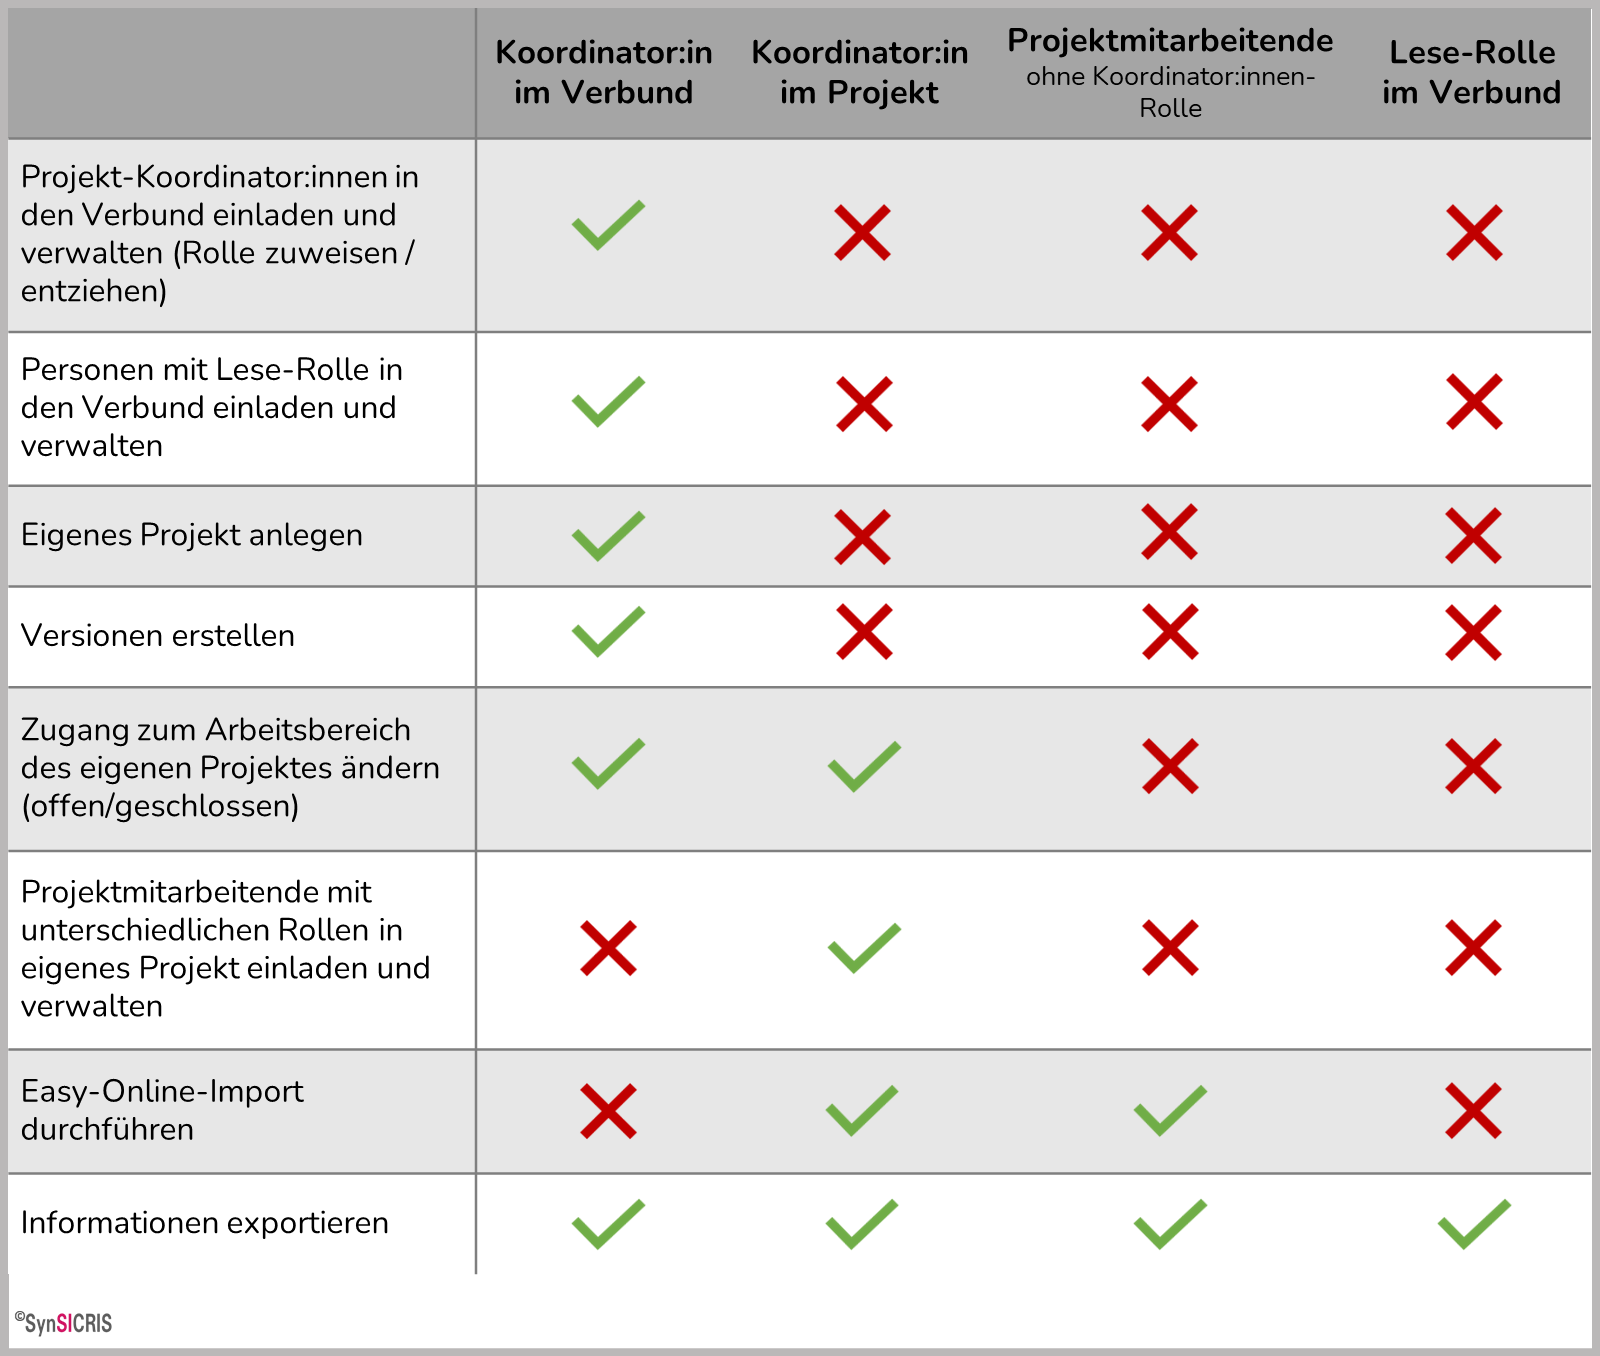 Koordinator:in
im Verbund
Koordinator:in
im Projekt
Projektmitarbeitende
ohne Koordinator:innen-
Rolle
Lese-Rolle
im Verbund
Projekt-Koordinator:innen in
den Verbund einladen und
verwalten (Rolle zuweisen /
entziehen)
Personen mit Lese-Rolle in
den Verbund einladen und
verwalten
Eigenes Projekt anlegen
Versionen erstellen
Zugang zum Arbeitsbereich
des eigenen Projektes ändern
(offen/geschlossen)
Projektmitarbeitende mit
unterschiedlichen Rollen in
eigenes Projekt einladen und
verwalten
Easy-Online-Import
durchführen
Informationen exportieren
©SynSICRIS